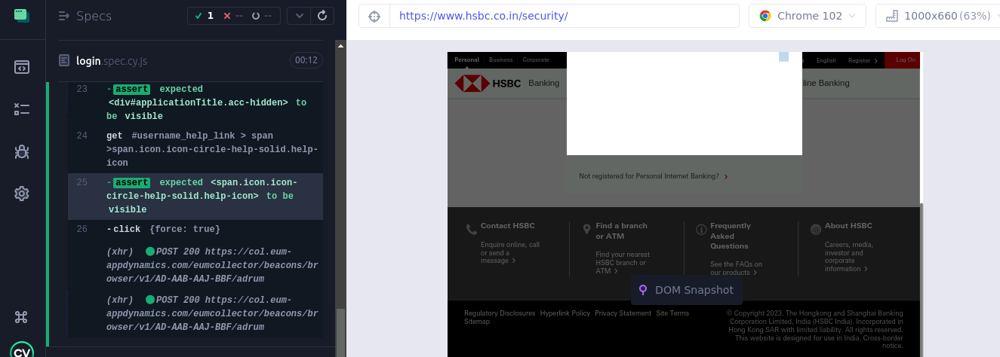 Specs
1
--
--
https://www.hsbc.co.in/security/
Chrome 102
1000x660 (63%)
login.spec.cy.js
00:12
23 -assert expected
<div#applicationTitle.acc-hidden> to
be visible
24 get #username_help_link > span
>span.icon.icon-circle-help-solid.help-
icon
25 -assert expected <span.icon.icon-
circle-help-solid.help-icon> to be
visible
26 -click {force: true}
(xhr) POST 200 https://col.eum-
appdynamics.com/eumcollector/beacons/br
owser/v1/AD-AAB-AAJ-BBF/adrum
(xhr) POST 200 https://col.eum-
appdynamics.com/eumcollector/beacons/br
owser/v1/AD-AAB-AAJ-BBF/adrum
CV
Personal Business Corporate
English Register Log On
HSBC Banking
line Banking
Not registered for Personal Internet Banking?
Contact HSBC
Enquire online, call
or send a
message
Find a branch
or ATM
Find your nearest
HSBC branch or
ATM
Frequently
Asked
Questions
See the FAQs on
our products
About HSBC
Careers, media,
investor and
corporate
information
DOM Snapshot
Regulatory Disclosures Hyperlink Policy Privacy Statement Site Terms
Sitemap
© Copyright 2023. The Hongkong and Shanghai Banking
Corporation Limited, India (HSBC India). Incorporated in
Hong Kong SAR with limited liability. All rights reserved.
This website is designed for use in India. Cross-border
notice.